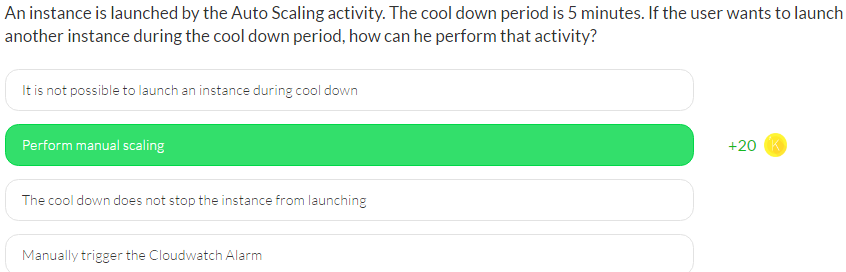 An instance is launched by the Auto Scaling activity. The cool down period is 5 minutes. If the user wants to launch
another instance during the cool down period, how can he perform that activity?
It is not possible to launch an instance during cool down
Perform manual scaling
+20 K
The cool down does not stop the instance from launching
Manually trigger the Cloudwatch Alarm